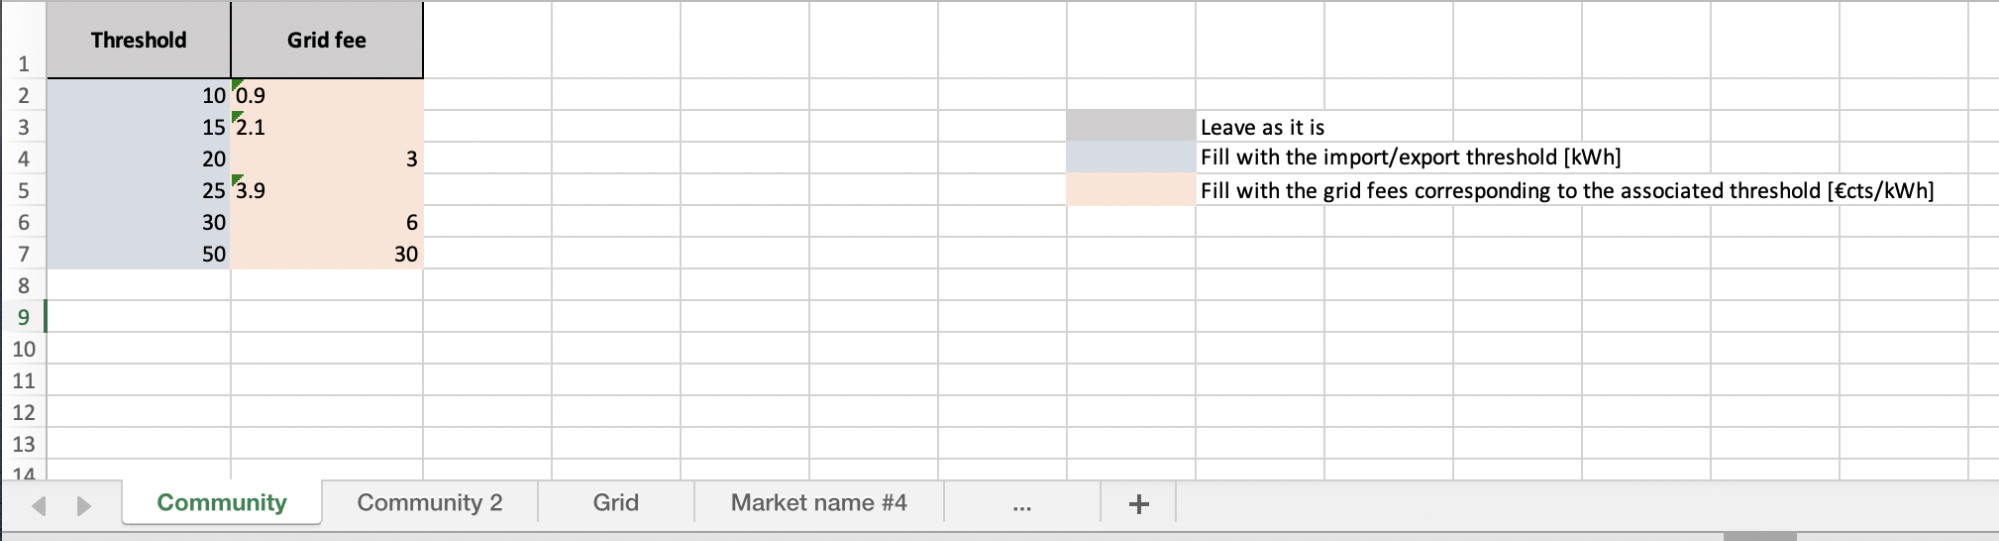 Threshold Grid fee
1
2 10 0.9
3 15 2.1 Leave as it is
4 20 3 Fill with the import/export threshold [kWh]
5 25 3.9 Fill with the grid fees corresponding to the associated threshold [€cts/kWh]
6 30 6
7 50 30
8
9
10
11
12
13
14
Community Community 2 Grid Market name #4 ... +